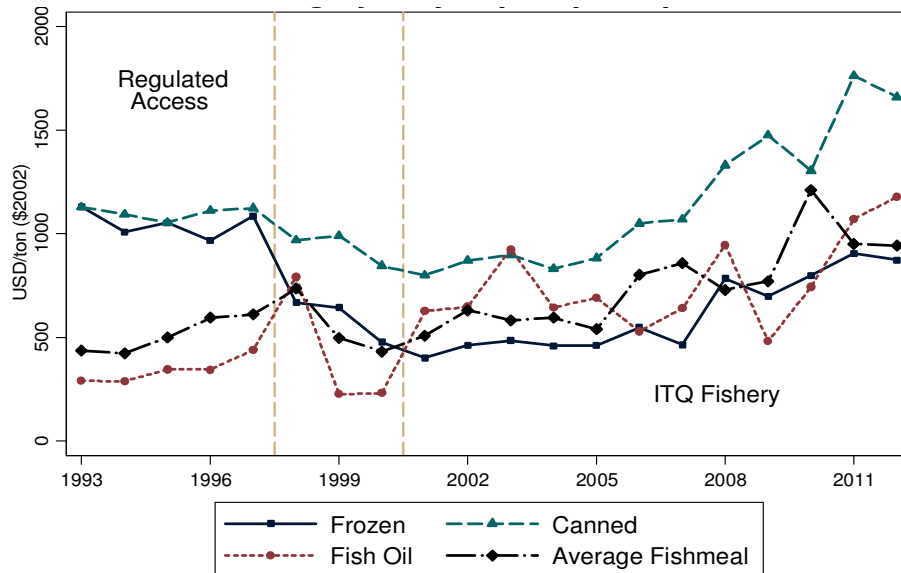 Regulated
Access
ITQ Fishery
USD/ton ($2002)
2000
1500
1000
500
0
1993 1996 1999 2002 2005 2008 2011
Frozen Canned
Fish Oil Average Fishmeal